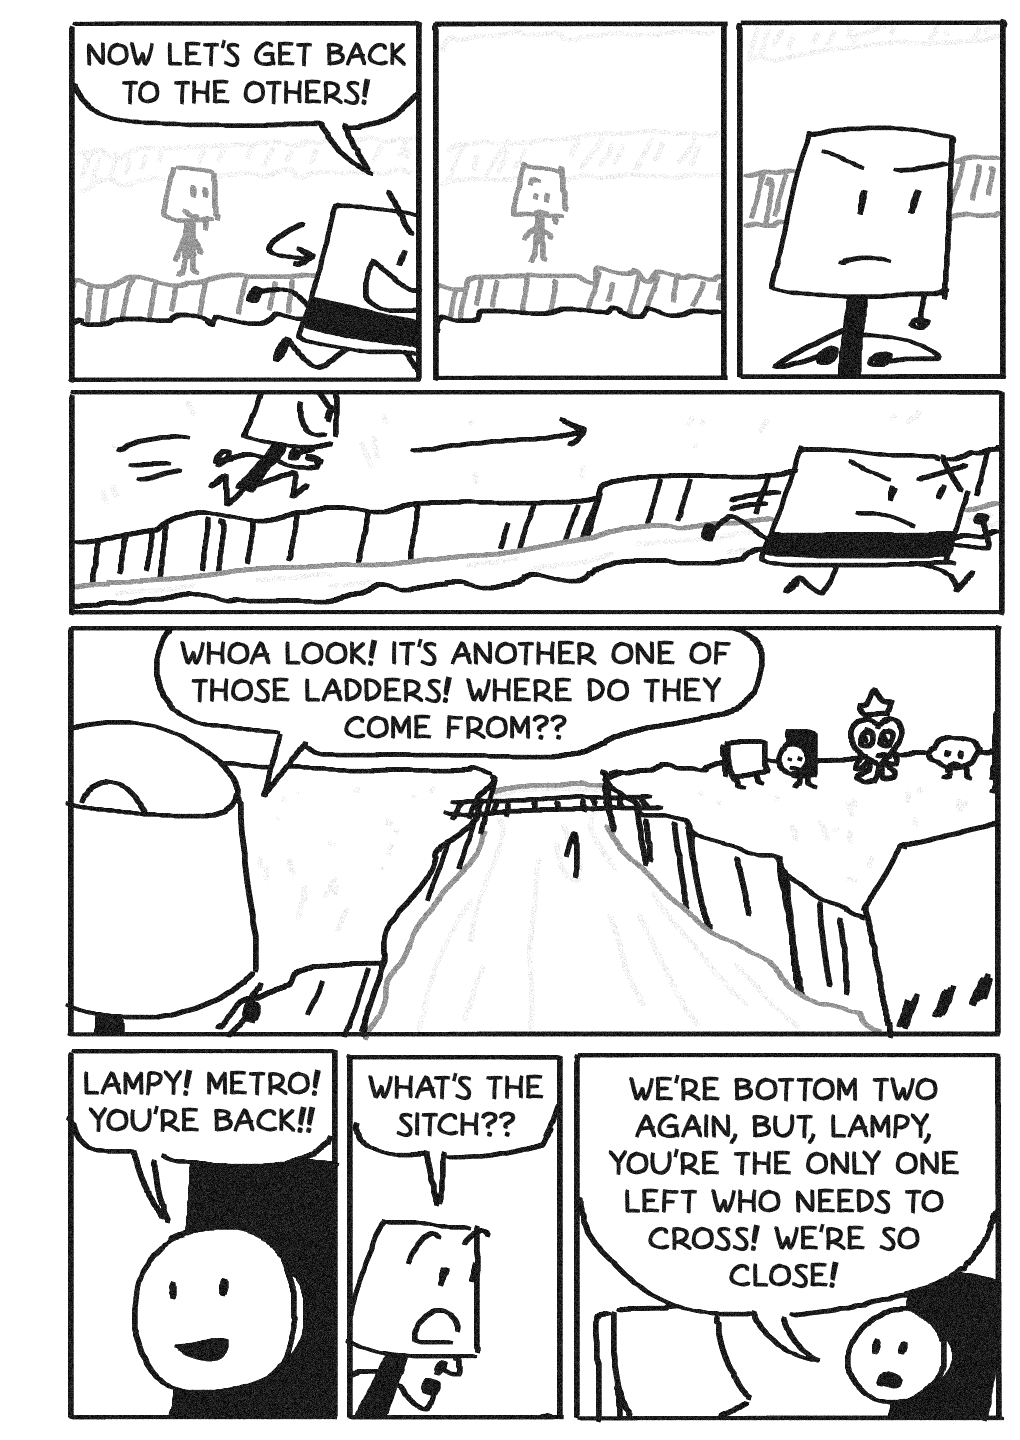 NOW LET'S GET BACK
TO THE OTHERS!
WHOA LOOK! IT'S ANOTHER ONE OF
THOSE LADDERS! WHERE DO THEY
COME FROM??
LAMPY! METRO!
YOU'RE BACK!!
WHAT'S THE
SITCH??
WE'RE BOTTOM TWO
AGAIN, BUT, LAMPY,
YOU'RE THE ONLY ONE
LEFT WHO NEEDS TO
CROSS! WE'RE SO
CLOSE!